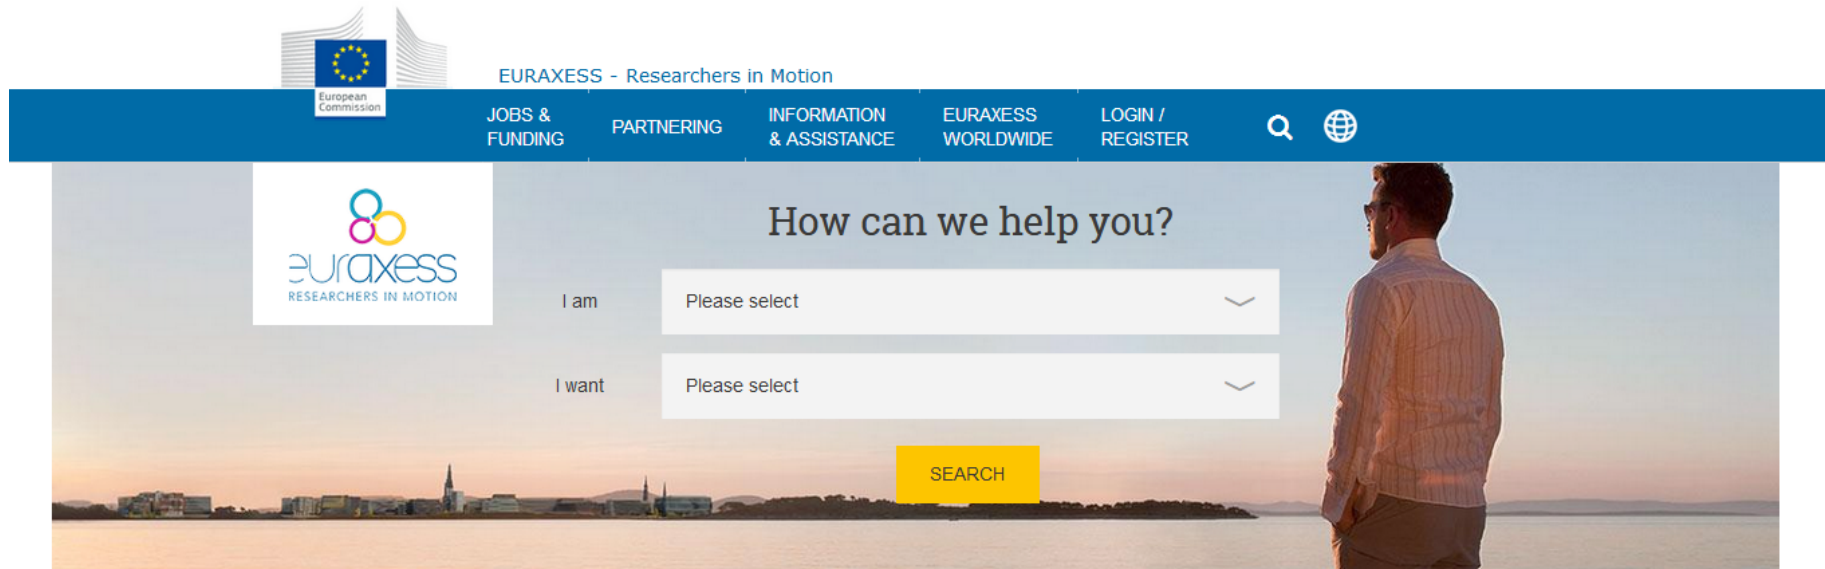 European
Commission
EURAXESS - Researchers in Motion
JOBS &
FUNDING
PARTNERING
INFORMATION
& ASSISTANCE
EURAXESS
WORLDWIDE
LOGIN /
REGISTER
euraxess
RESEARCHERS IN MOTION
How can we help you?
I am
Please select
I want
Please select
SEARCH